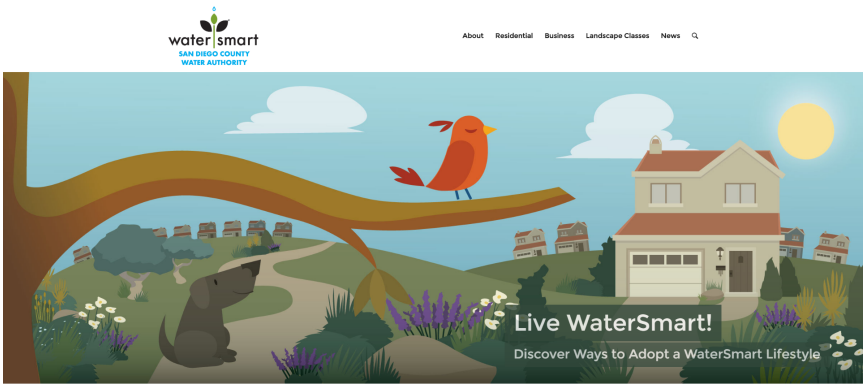 water smart
SAN DIEGO COUNTY
WATER AUTHORITY
About Residential Business Landscape Classes News
Live WaterSmart!
Discover Ways to Adopt a WaterSmart Lifestyle